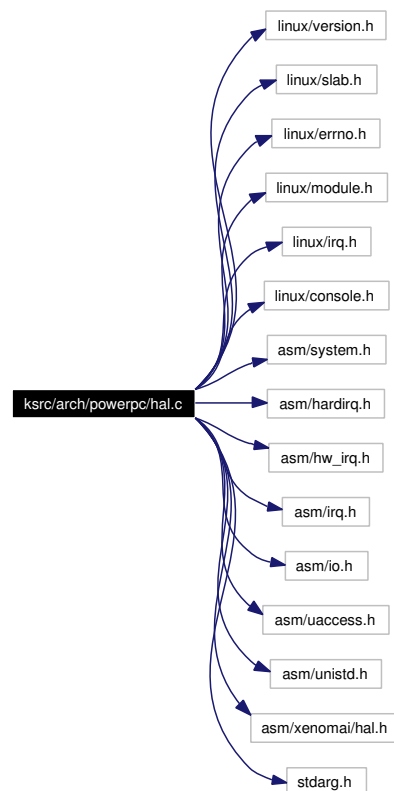 linux/version.h
linux/slab.h
linux/errno.h
linux/module.h
linux/irq.h
linux/console.h
asm/system.h
ksrc/arch/powerpc/hal.c
asm/hardirq.h
asm/hw_irq.h
asm/irq.h
asm/io.h
asm/uaccess.h
asm/unistd.h
asm/xenomai/hal.h
stdarg.h